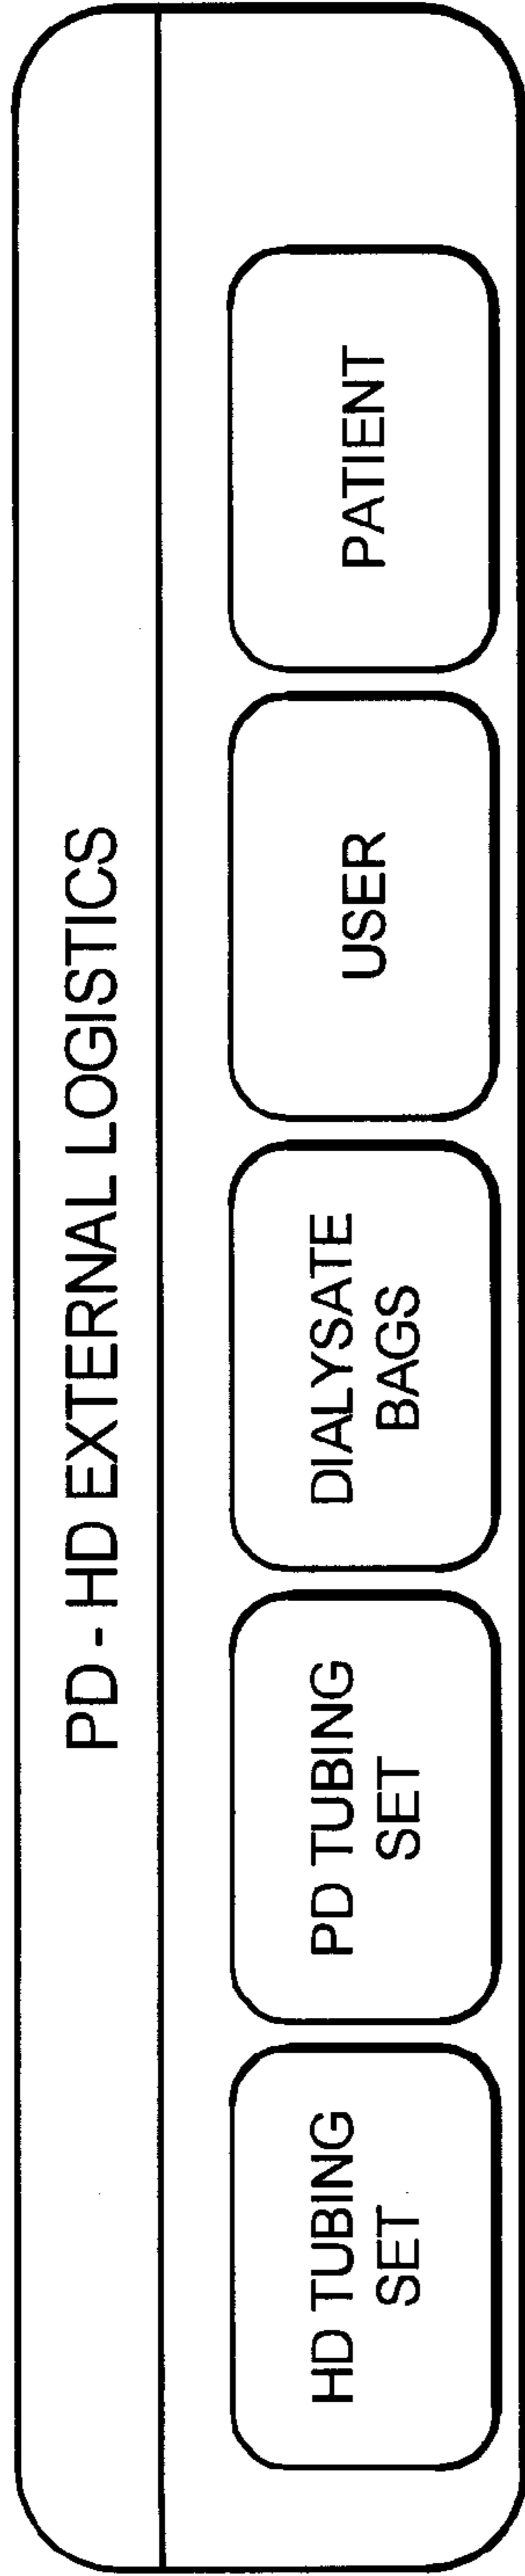 PD - HD EXTERNAL LOGISTICS
HD TUBING
SET
PD TUBING
SET
DIALYSATE
BAGS
USER
PATIENT